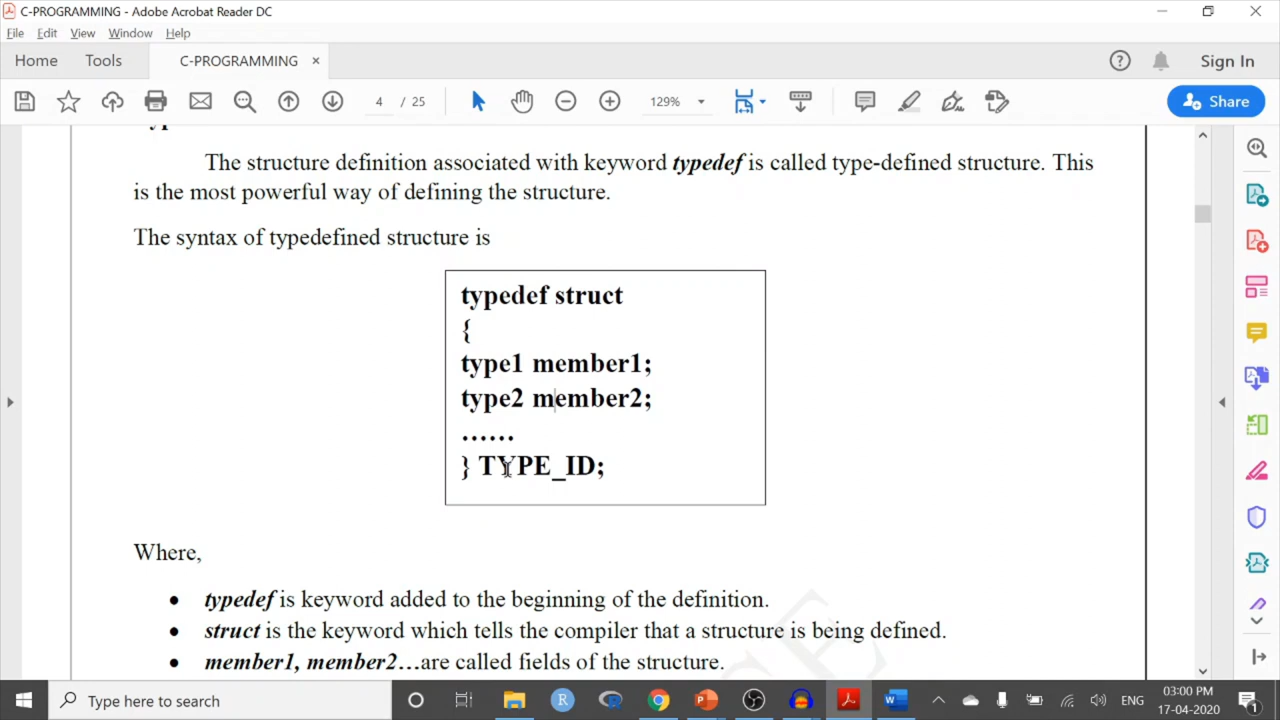 C-PROGRAMMING - Adobe Acrobat Reader DC
File Edit View Window Help
Home Tools C-PROGRAMMING × Sign In
4 / 25 129% Share
The structure definition associated with keyword typedef is called type-defined structure. This
is the most powerful way of defining the structure.
The syntax of typedefined structure is
typedef struct
{
type1 member1;
type2 member2;
……
} TYPE_ID;
Where,
• typedef is keyword added to the beginning of the definition.
• struct is the keyword which tells the compiler that a structure is being defined.
• member1, member2…are called fields of the structure.
Type here to search
ENG
03:00 PM
17-04-2020
1